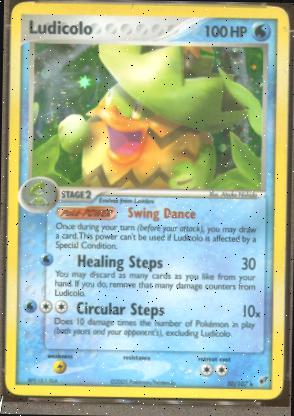 Ludicolo 100 HP
STAGE 2 Evolves from Lombre
Poké-POWER Swing Dance
Once during your turn (before your attack), you may draw
a card. This power can't be used if Ludicolo is affected by a
Special Condition.
Healing Steps 30
You may discard as many cards as you like from your
hand. If you do, remove that many damage counters from
Ludicolo.
Circular Steps 10x
Does 10 damage times the number of Pokémon in play
(both yours and your opponent's), excluding Ludicolo.
weakness resistance retreat cost